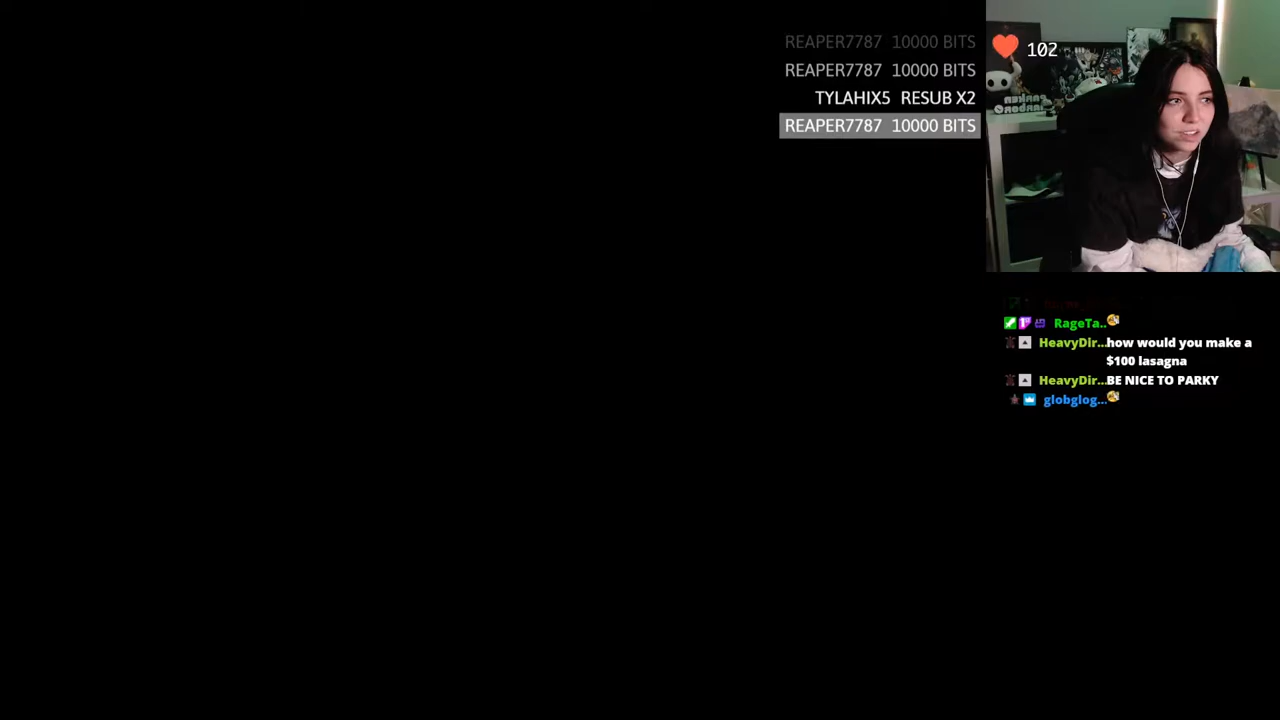 REAPER7787 10000 BITS
REAPER7787 10000 BITS
TYLAHIX5 RESUB X2
REAPER7787 10000 BITS
102
RageTa..
HeavyDir...how would you make a
$100 lasagna
HeavyDir...BE NICE TO PARKY
globglog...